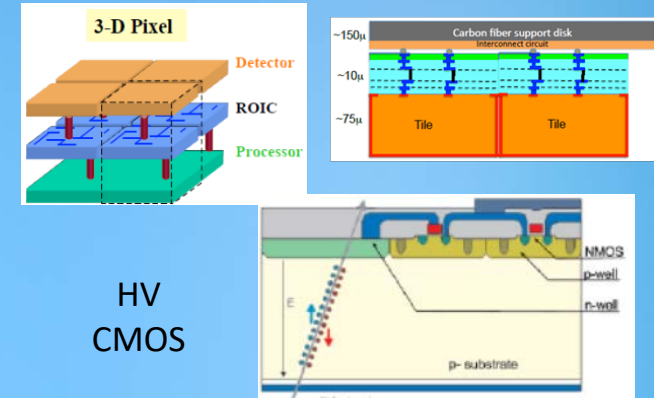 3-D Pixel
Detector
ROIC
Processor
~150µ
Carbon fiber support disk
Interconnect circuit
~10µ
~75µ
Tile
Tile
HV
CMOS
E
NMOS
p-well
n-well
p- substrate